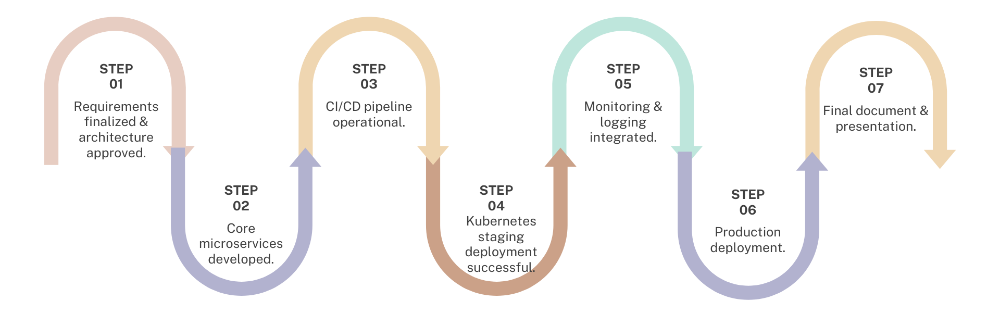 STEP
01
Requirements
finalized &
architecture
approved.
STEP
02
Core
microservices
developed.
STEP
03
CI/CD pipeline
operational.
STEP
04
Kubernetes
staging
deployment
successful.
STEP
05
Monitoring &
logging
integrated.
STEP
06
Production
deployment.
STEP
07
Final document &
presentation.